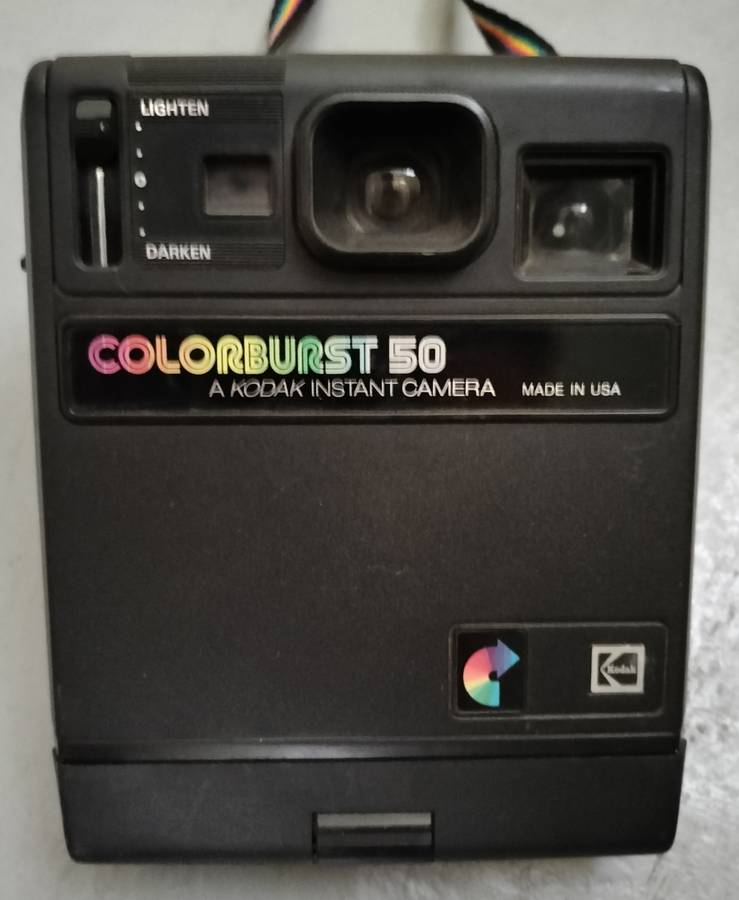 LIGHTEN
DARKEN
COLORBURST 50
A KODAK INSTANT CAMERA MADE IN USA
Kodak